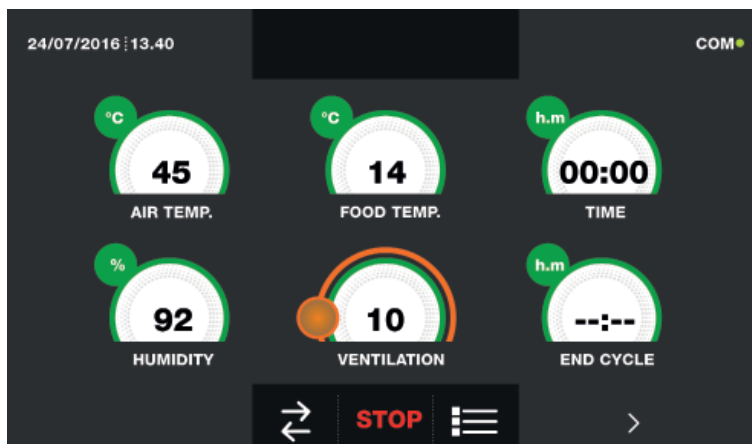 24/07/2016 13.40 COM
°C °C h.m
45 14 00:00
AIR TEMP. FOOD TEMP. TIME
% h.m
92 10 --:--
HUMIDITY VENTILATION END CYCLE
STOP